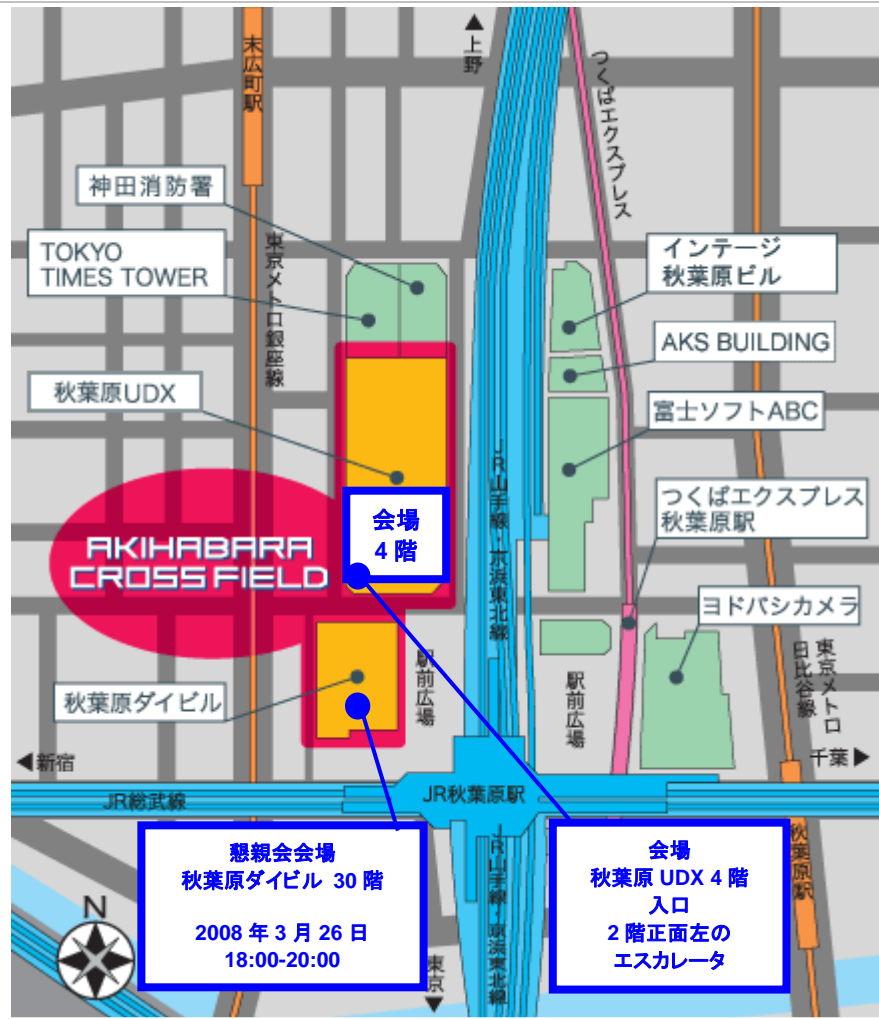 ▲上野
末広町駅
つくばエクスプレス
神田消防署
TOKYO
TIMES TOWER
東京メトロ銀座線
インテージ
秋葉原ビル
AKS BUILDING
秋葉原UDX
富士ソフトABC
JR山手線・京浜東北線
つくばエクスプレス
秋葉原駅
会場
4 階
AKIHABARA
CROSS FIELD
ヨドバシカメラ
駅前広場
駅前広場
東京メトロ
日比谷線
秋葉原ダイビル
◀新宿
千葉▶
JR総武線
JR秋葉原駅
秋葉原駅
懇親会会場
秋葉原ダイビル 30 階
2008 年 3 月 26 日
18:00-20:00
会場
秋葉原 UDX 4 階
入口
2 階正面左の
エスカレータ
JR山手線・京浜東北線
N
東京▼